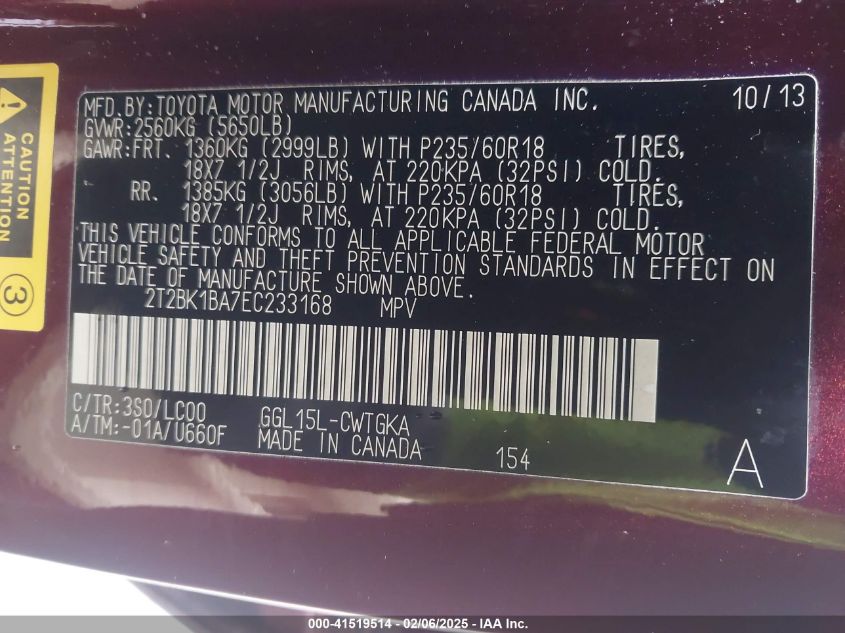 MFD.BY:TOYOTA MOTOR MANUFACTURING CANADA INC. 10/13
GVWR:2560KG (5650LB)
GAWR:FRT. 1360KG (2999LB) WITH P235/60R18 TIRES,
18X7 1/2J RIMS, AT 220KPA (32PSI) COLD.
RR. 1385KG (3056LB) WITH P235/60R18 TIRES,
18X7 1/2J RIMS, AT 220KPA (32PSI) COLD.
THIS VEHICLE CONFORMS TO ALL APPLICABLE FEDERAL MOTOR
VEHICLE SAFETY AND THEFT PREVENTION STANDARDS IN EFFECT ON
THE DATE OF MANUFACTURE SHOWN ABOVE.
2T2BK1BA7EC233168 MPV
C/TR:3S0/LC00 GGL15L-CWTGKA
A/TM:-01A/U660F MADE IN CANADA 154 A
3
000-41519514 - 02/06/2025 - IAA Inc.